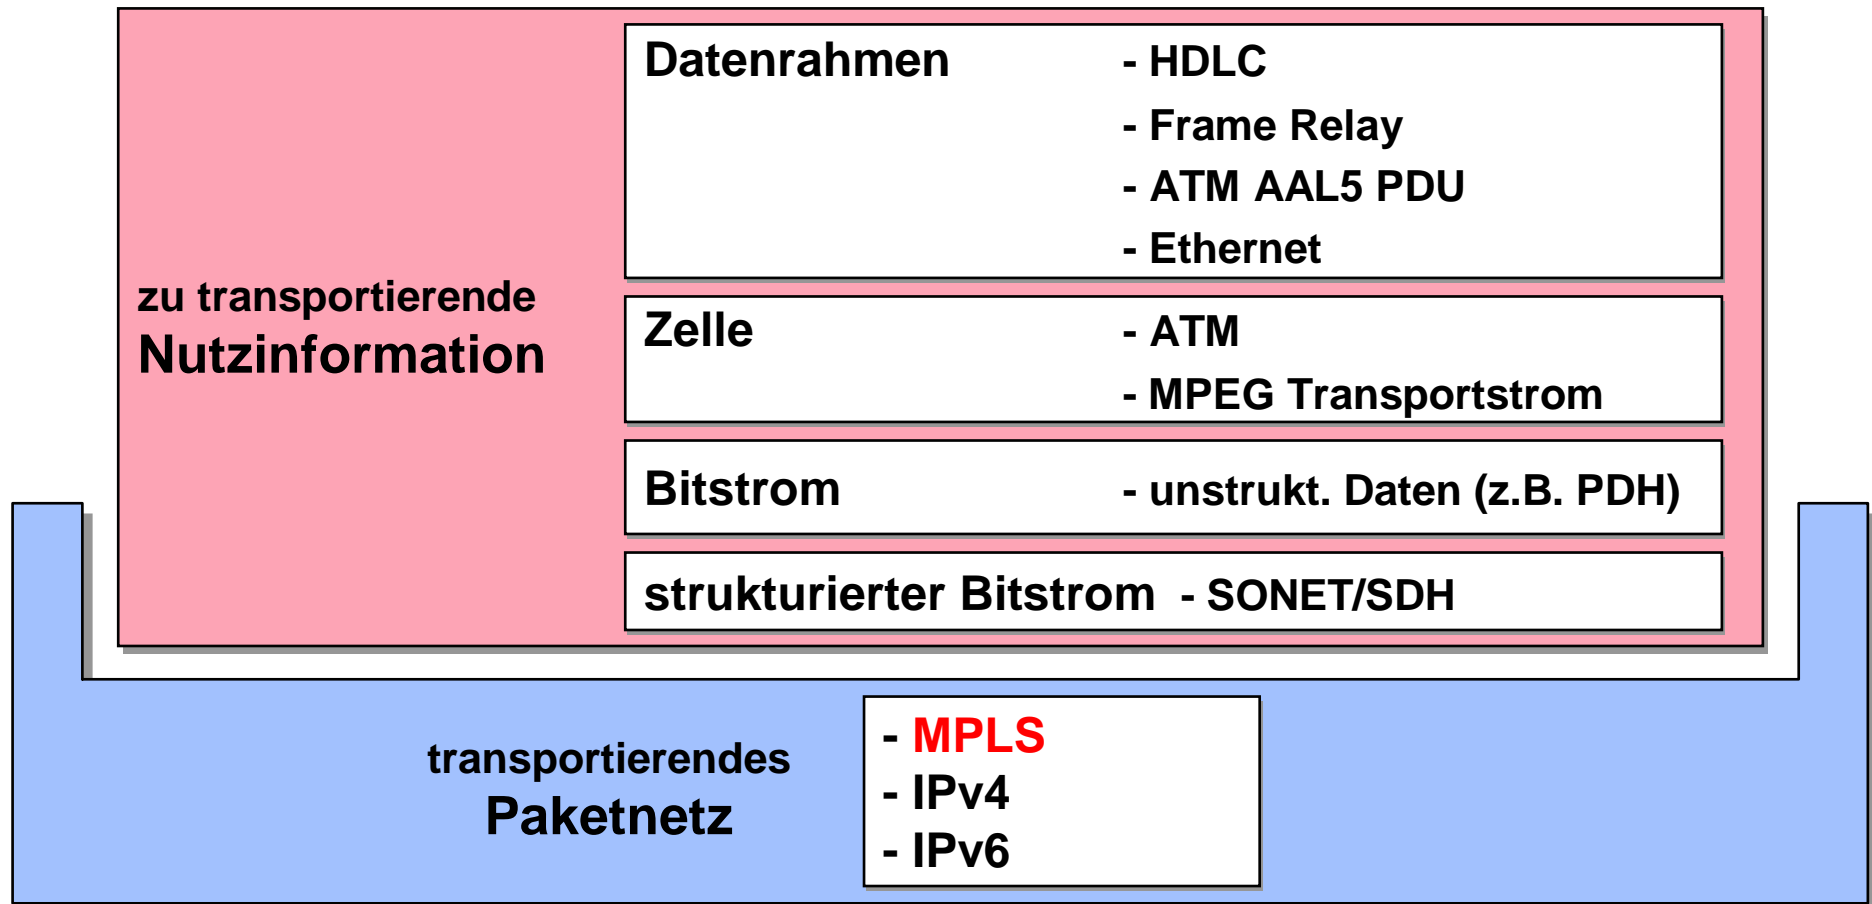 Datenrahmen - HDLC
- Frame Relay
- ATM AAL5 PDU
- Ethernet
zu transportierende
Nutzinformation
Zelle - ATM
- MPEG Transportstrom
Bitstrom - unstrukt. Daten (z.B. PDH)
strukturierter Bitstrom - SONET/SDH
transportierendes
Paketnetz
- MPLS
- IPv4
- IPv6